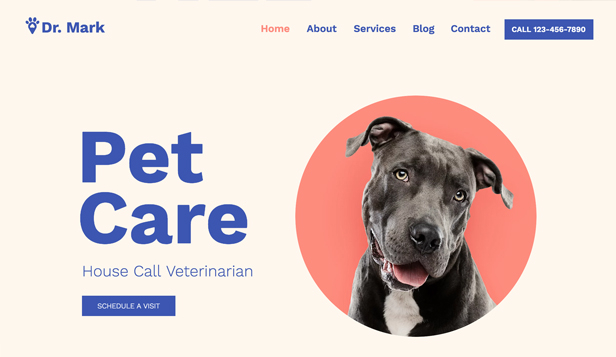 Dr. Mark
Home About Services Blog Contact CALL 123-456-7890
Pet
Care
House Call Veterinarian
SCHEDULE A VISIT